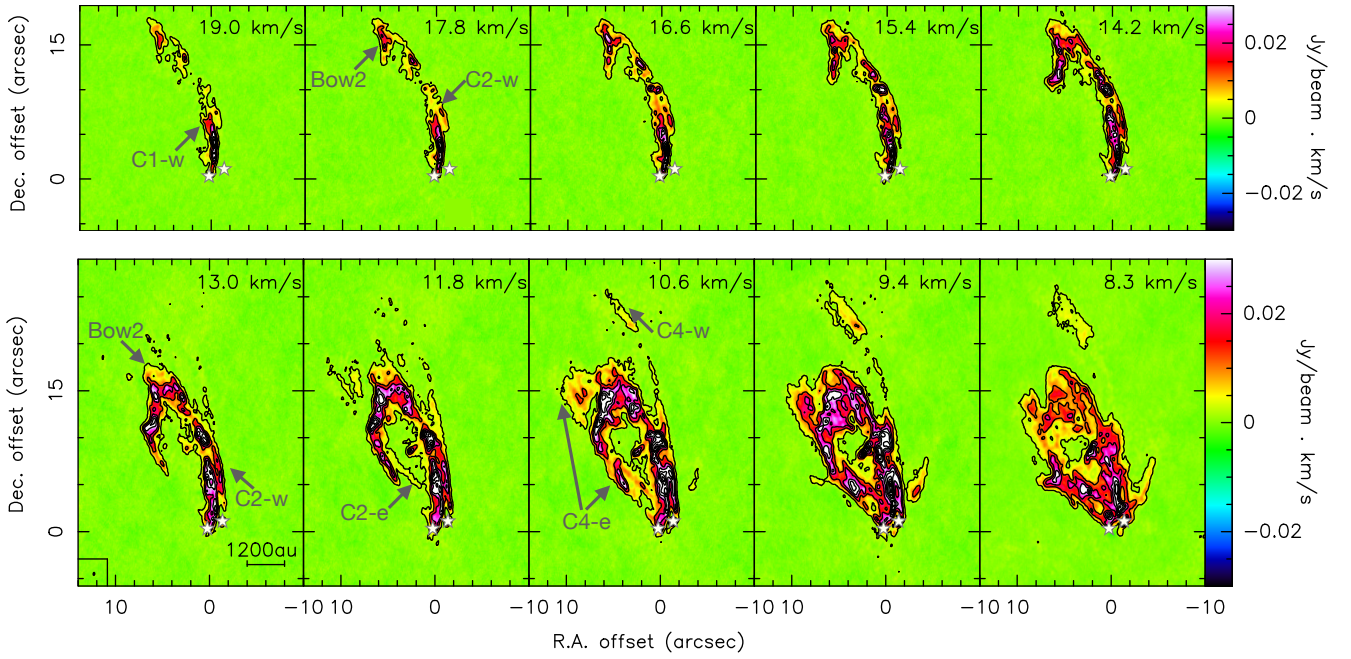 19.0 km/s 17.8 km/s 16.6 km/s 15.4 km/s 14.2 km/s
Bow2
C2-w
C1-w
15
0
Dec. offset (arcsec)
0.02
0
−0.02
Jy/beam . km/s
13.0 km/s 11.8 km/s 10.6 km/s 9.4 km/s 8.3 km/s
Bow2
C4-w
C2-w
C2-e
C4-e
1200au
15
0
Dec. offset (arcsec)
0.02
0
−0.02
Jy/beam . km/s
10 0 −10 10 0 −10 10 0 −10 10 0 −10 10 0 −10
R.A. offset (arcsec)